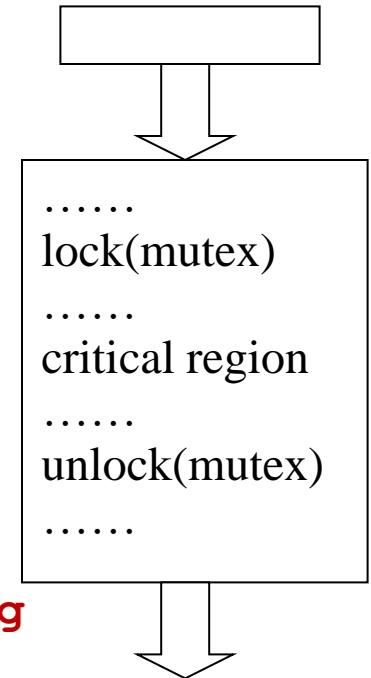 ……
lock(mutex)
……
critical region
……
unlock(mutex)
……
g